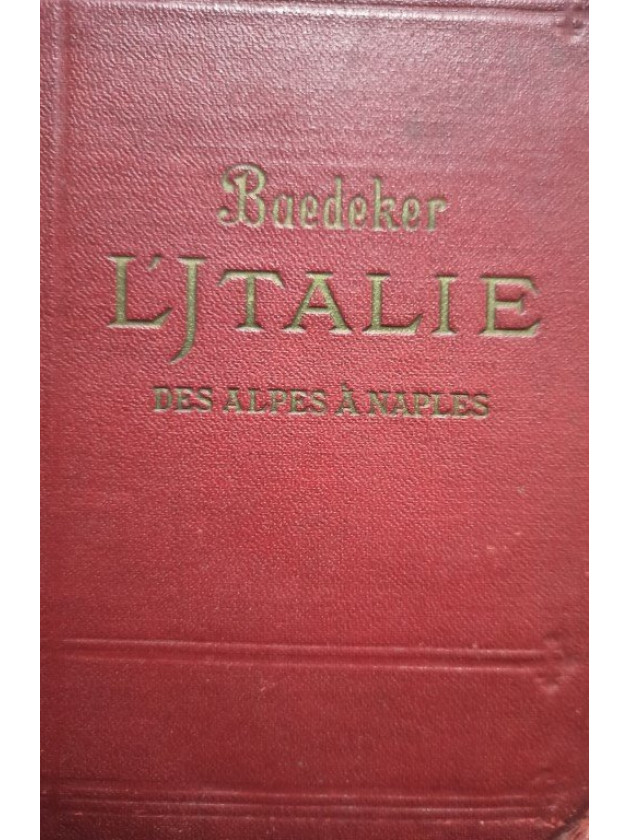 Baedeker
L'JTALIE
DES ALPES À NAPLES